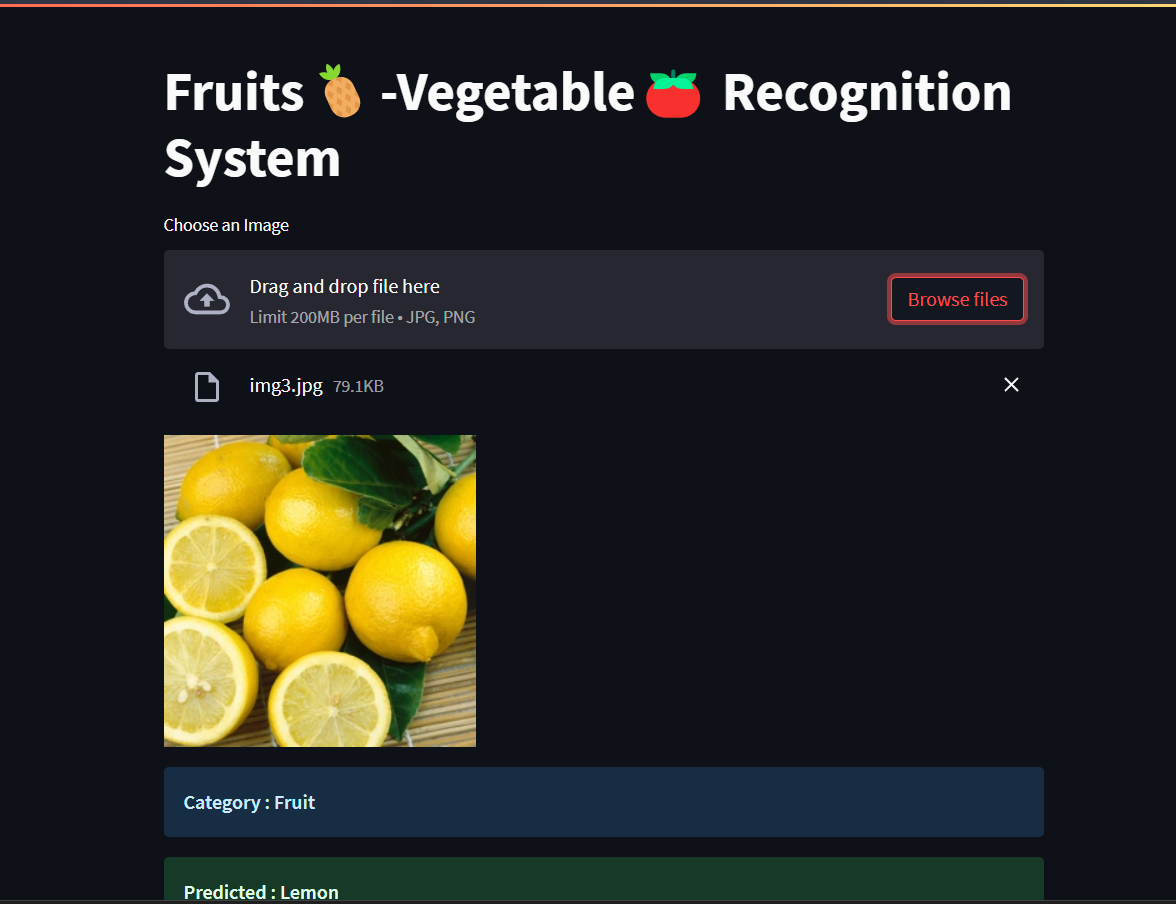 Fruits🍍 -Vegetable🍅 Recognition
System
Choose an Image
Drag and drop file here
Limit 200MB per file • JPG, PNG
Browse files
img3.jpg 79.1KB
Category : Fruit
Predicted : Lemon